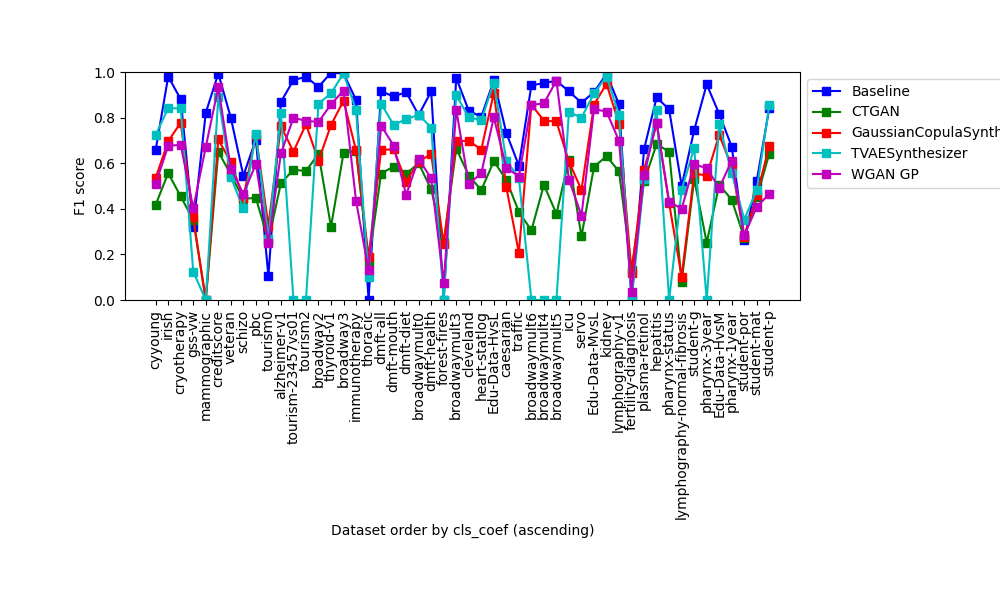 1.0
0.8
0.6
0.4
0.2
0.0
F1 score
Baseline
CTGAN
GaussianCopulaSynth
TVAESynthesizer
WGAN GP
cyyoung
irish
cryotherapy
gss-vw
mammographic
creditscore
veteran
schizo
pbc
tourism0
alzheimer-v1
tourism-23457vs01
tourism2
broadway2
thyroid-v1
broadway3
immunotherapy
thoracic
dmft-all
dmft-mouth
dmft-diet
broadwaymult0
dmft-health
forest-fires
broadwaymult3
cleveland
heart-statlog
Edu-Data-HvsL
caesarian
traffic
broadwaymult6
broadwaymult4
broadwaymult5
icu
servo
Edu-Data-MvsL
kidney
lymphography-v1
fertility-diagnosis
plasma-retinol
hepatitis
pharynx-status
lymphography-normal-fibrosis
student-g
pharynx-3year
Edu-Data-HvsM
pharynx-1year
student-por
student-mat
student-p
Dataset order by cls_coef (ascending)